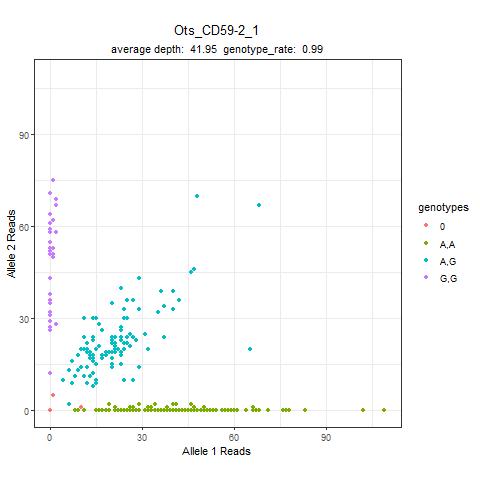 Ots_CD59-2_1
average depth:  41.95  genotype_rate:  0.99
90
60
30
0
Allele 2 Reads
0 30 60 90
Allele 1 Reads
genotypes
0
A,A
A,G
G,G